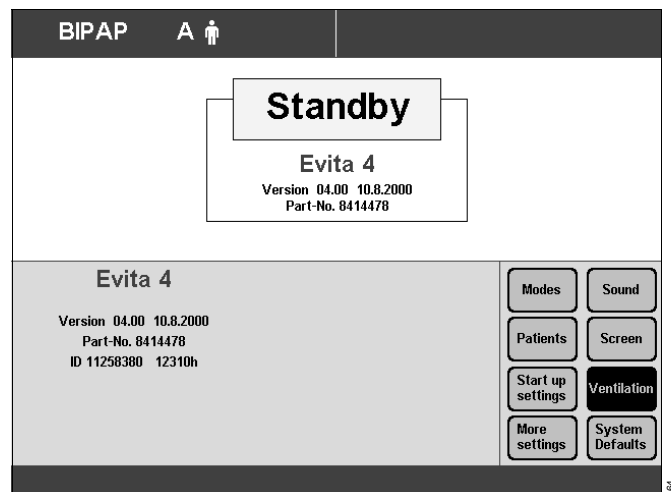 BIPAP A
Standby
Evita 4
Version 04.00 10.8.2000
Part-No. 8414478
Evita 4
Version 04.00 10.8.2000
Part-No. 8414478
ID 11258380 12310h
Modes
Sound
Patients
Screen
Start up
settings
Ventilation
More
settings
System
Defaults